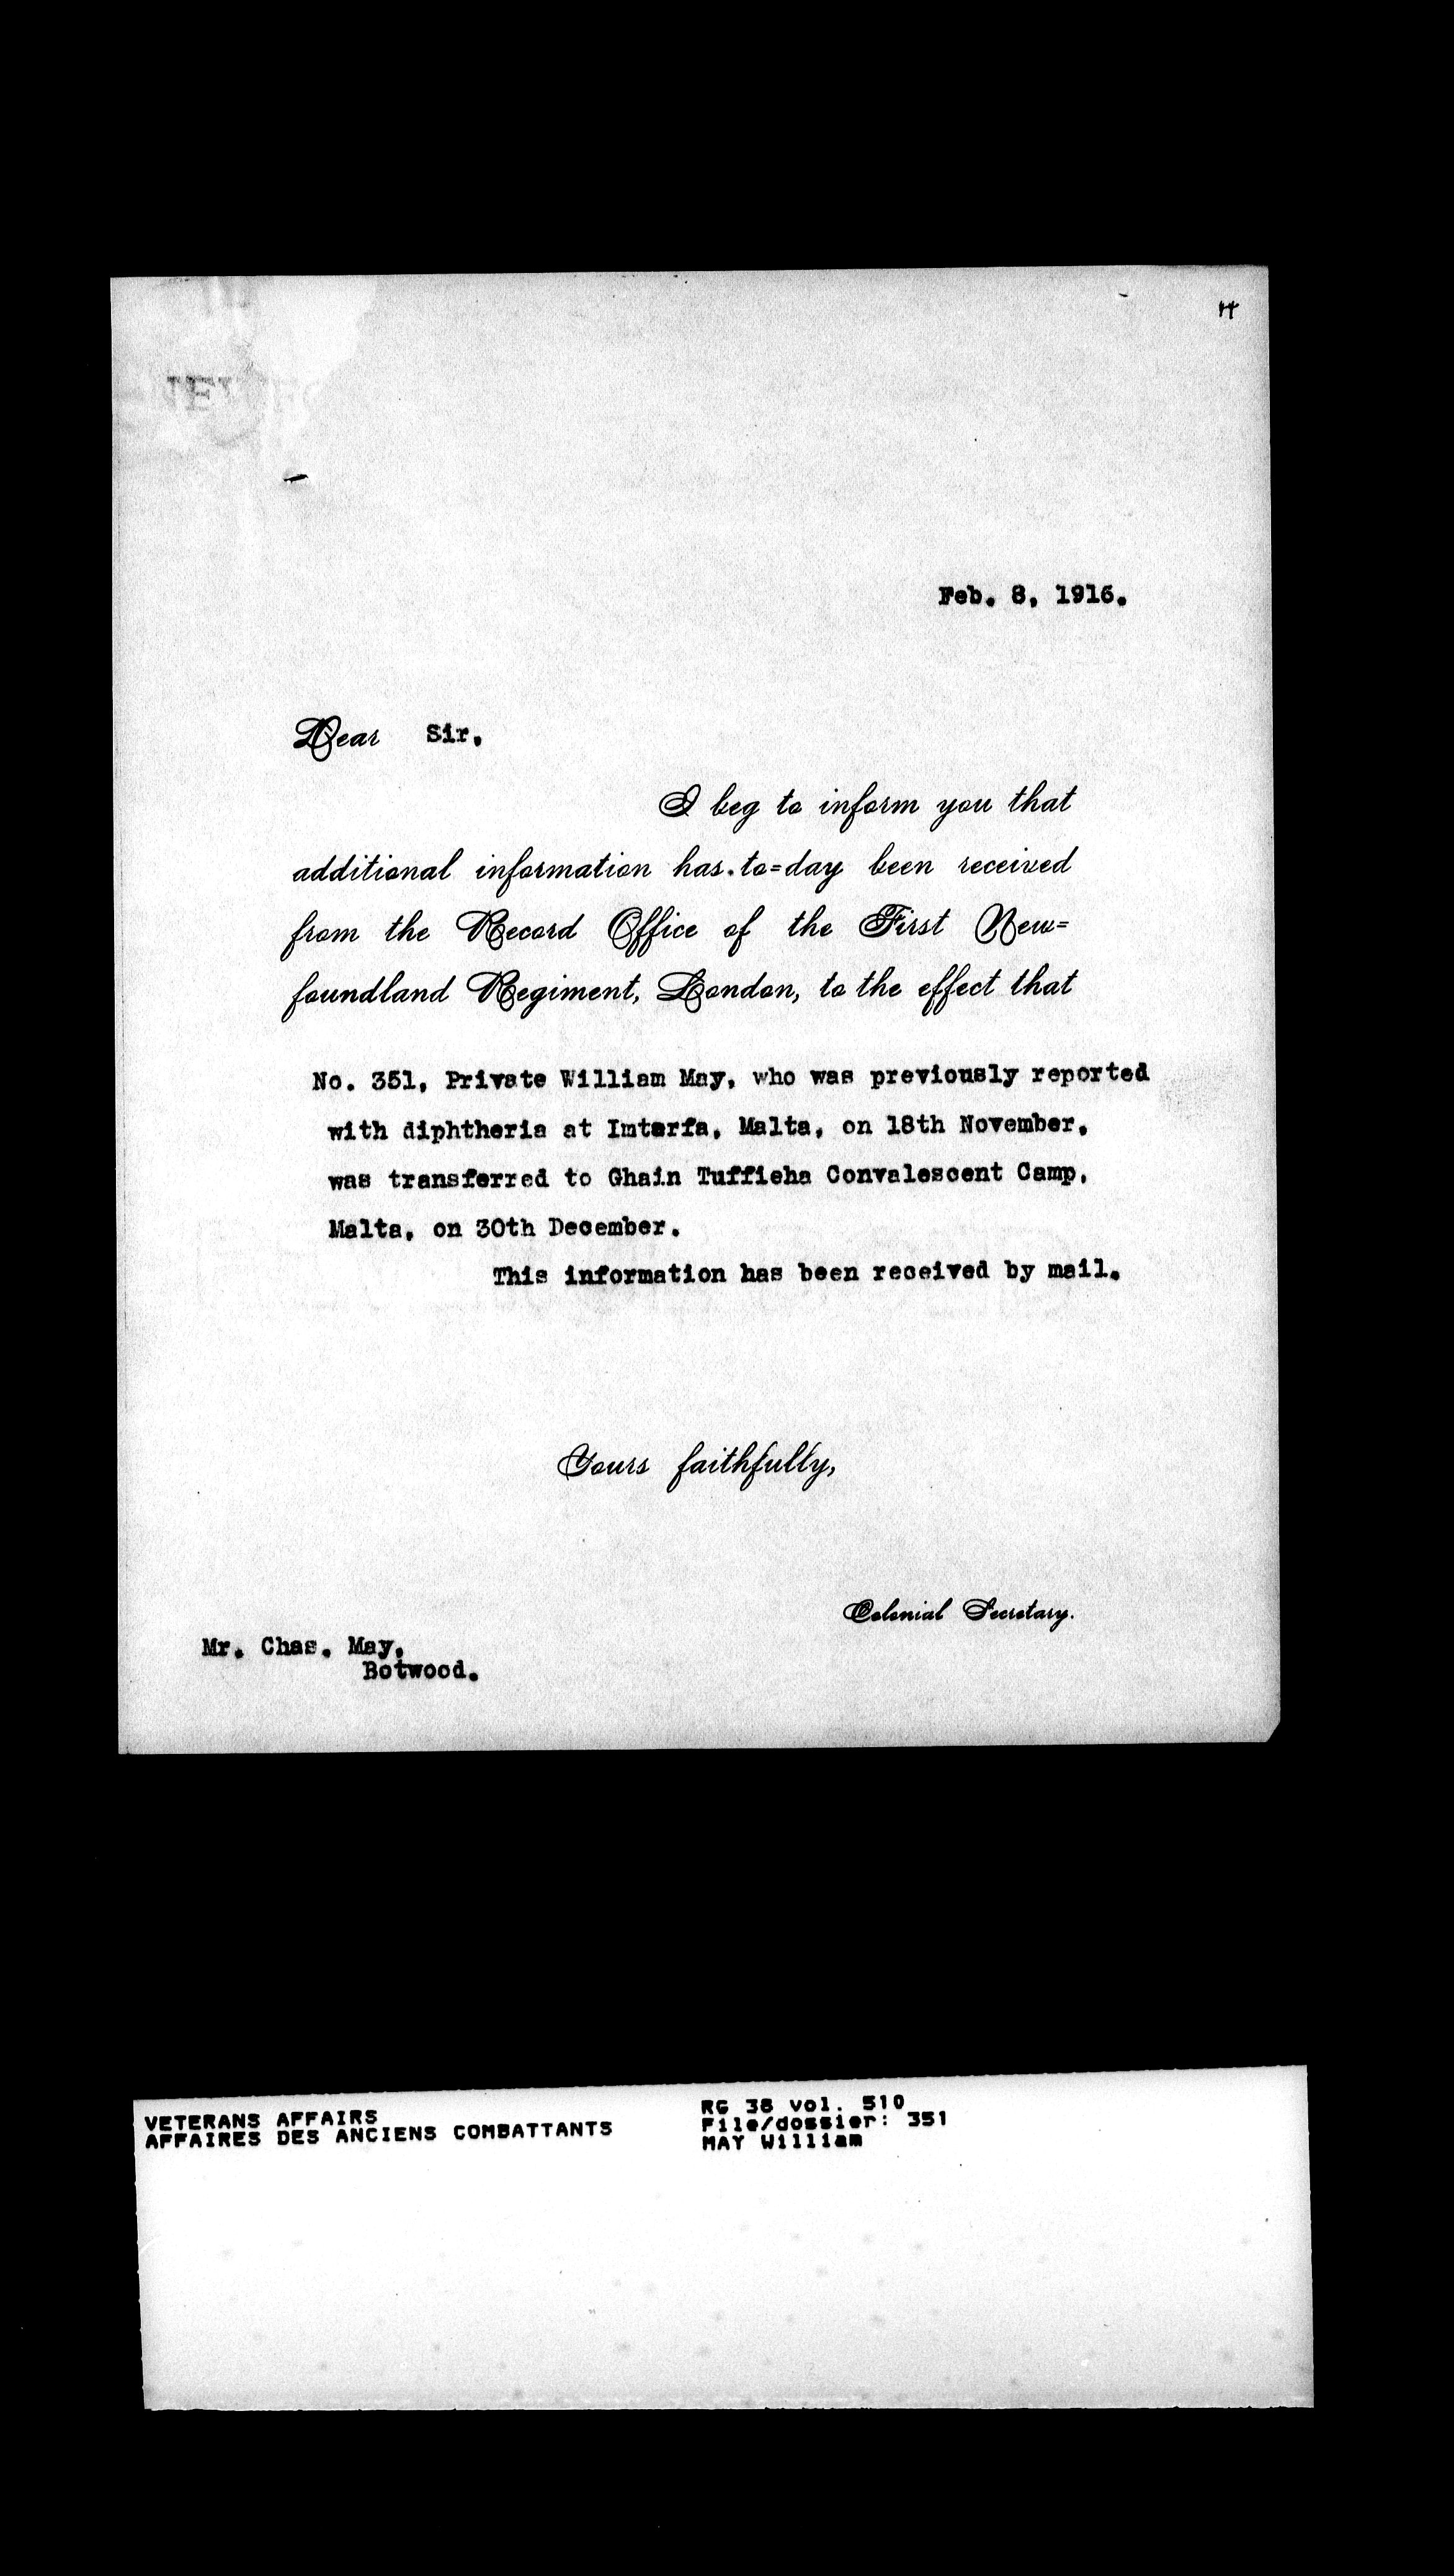 Feb. 8, 1916.
Dear Sir,
I beg to inform you that
additional information has to=day been received
from the Record Office of the First New=
foundland Regiment, London, to the effect that
No. 351, Private William May, who was previously reported
with diphtheria at Imtarfa, Malta, on 18th November,
was transferred to Ghain Tuffieha Convalescent Camp,
Malta, on 30th December.
This information has been received by mail.
Yours faithfully,
Colonial Secretary.
Mr. Chas. May,
Botwood.
VETERANS AFFAIRS
AFFAIRES DES ANCIENS COMBATTANTS
RG 38 vol. 510
File/dossier: 351
MAY William